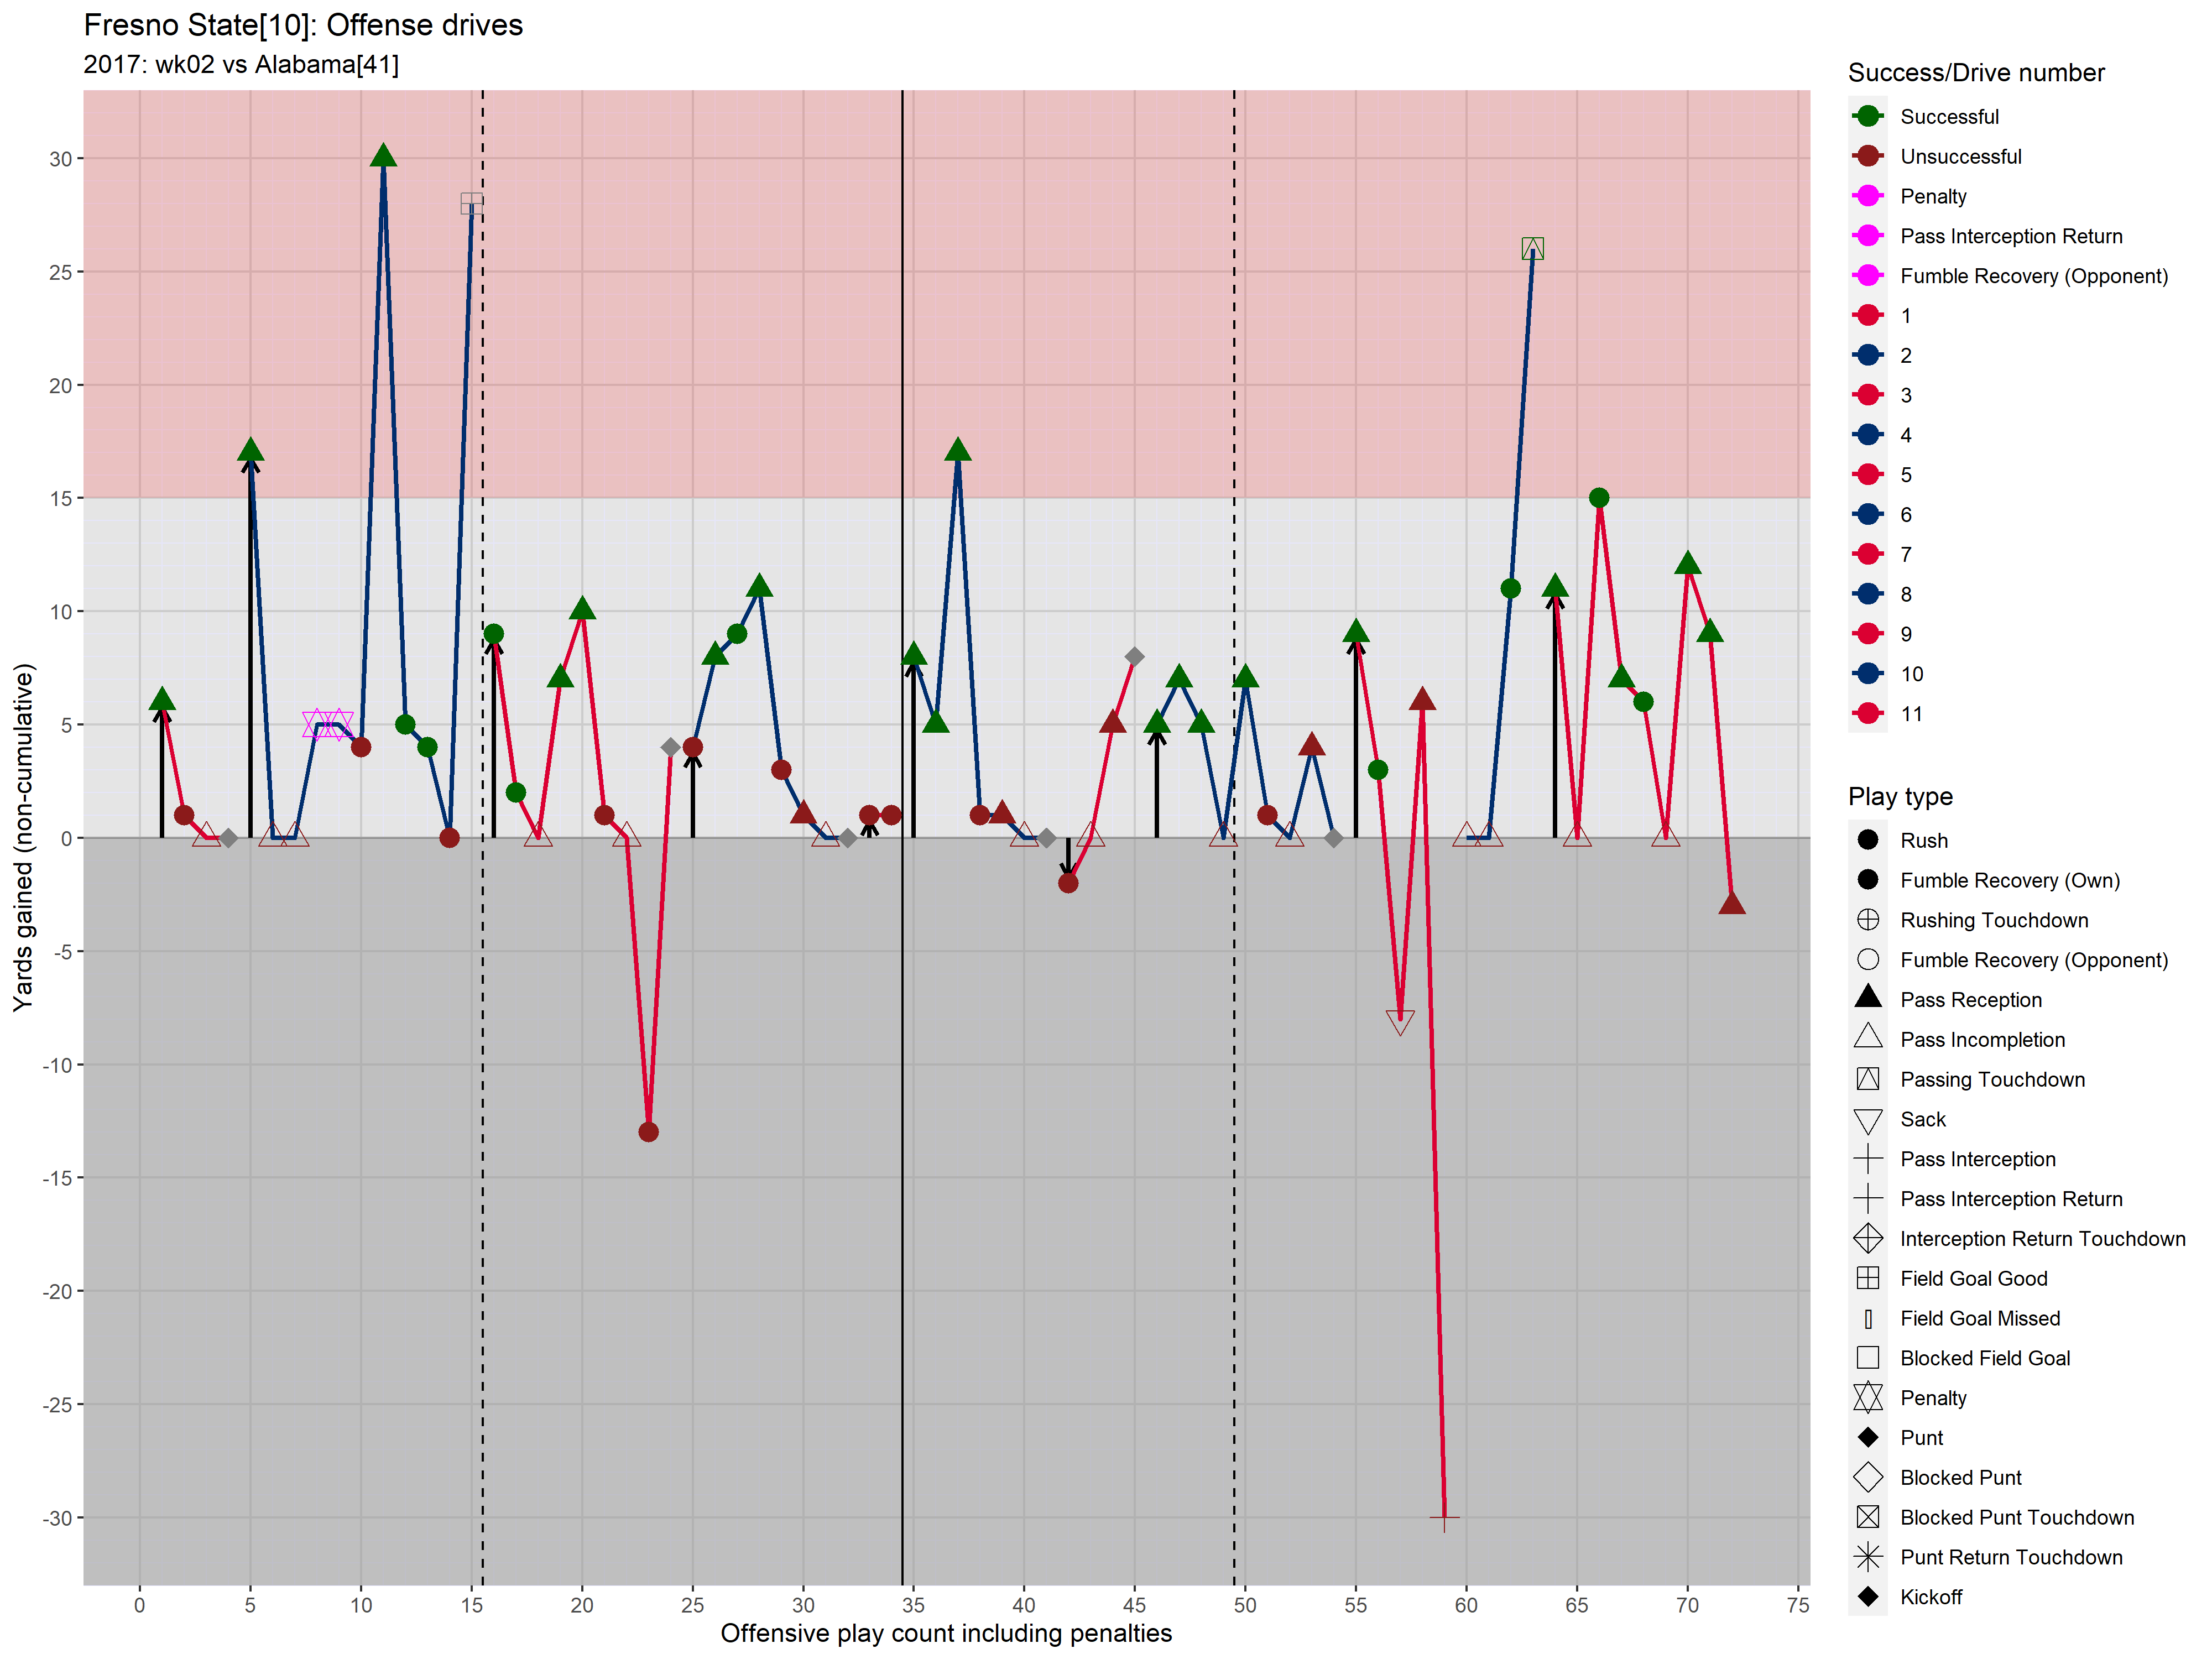 Fresno State[10]: Offense drives
2017: wk02 vs Alabama[41]
Yards gained (non-cumulative)
30
25
20
15
10
5
0
-5
-10
-15
-20
-25
-30
0 5 10 15 20 25 30 35 40 45 50 55 60 65 70 75
Offensive play count including penalties
Success/Drive number
Successful
Unsuccessful
Penalty
Pass Interception Return
Fumble Recovery (Opponent)
1
2
3
4
5
6
7
8
9
10
11
Play type
Rush
Fumble Recovery (Own)
Rushing Touchdown
Fumble Recovery (Opponent)
Pass Reception
Pass Incompletion
Passing Touchdown
Sack
Pass Interception
Pass Interception Return
Interception Return Touchdown
Field Goal Good
Field Goal Missed
Blocked Field Goal
Penalty
Punt
Blocked Punt
Blocked Punt Touchdown
Punt Return Touchdown
Kickoff